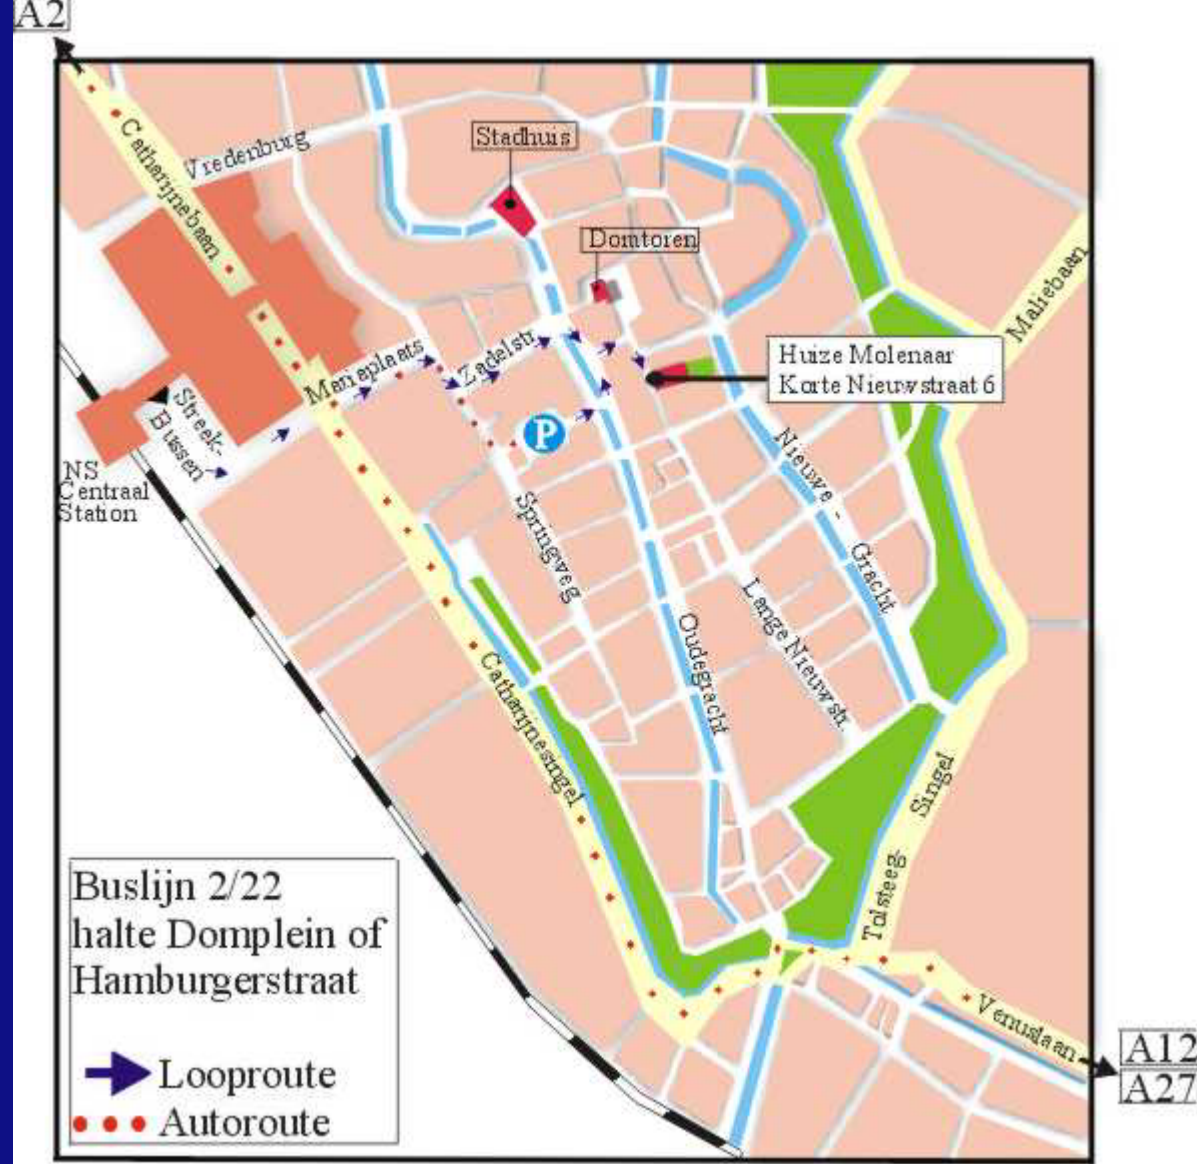 A2
Catharijnebaan
Vredenburg
Stadhuis
Domtoren
Maliebaan
Huize Molenaar
Korte Nieuwstraat 6
Mariaplaats
Zadelstr.
Streek-
Bussen
P
NS
Centraal
Station
Springweg
Nieuwe -
Gracht
Lange Nieuwstr.
Oudegracht
Catharijnesingel
Tolsteeg-
Singel
Venuslaan
A12
A27
Buslijn 2/22
halte Domplein of
Hamburgerstraat
Looproute
Autoroute